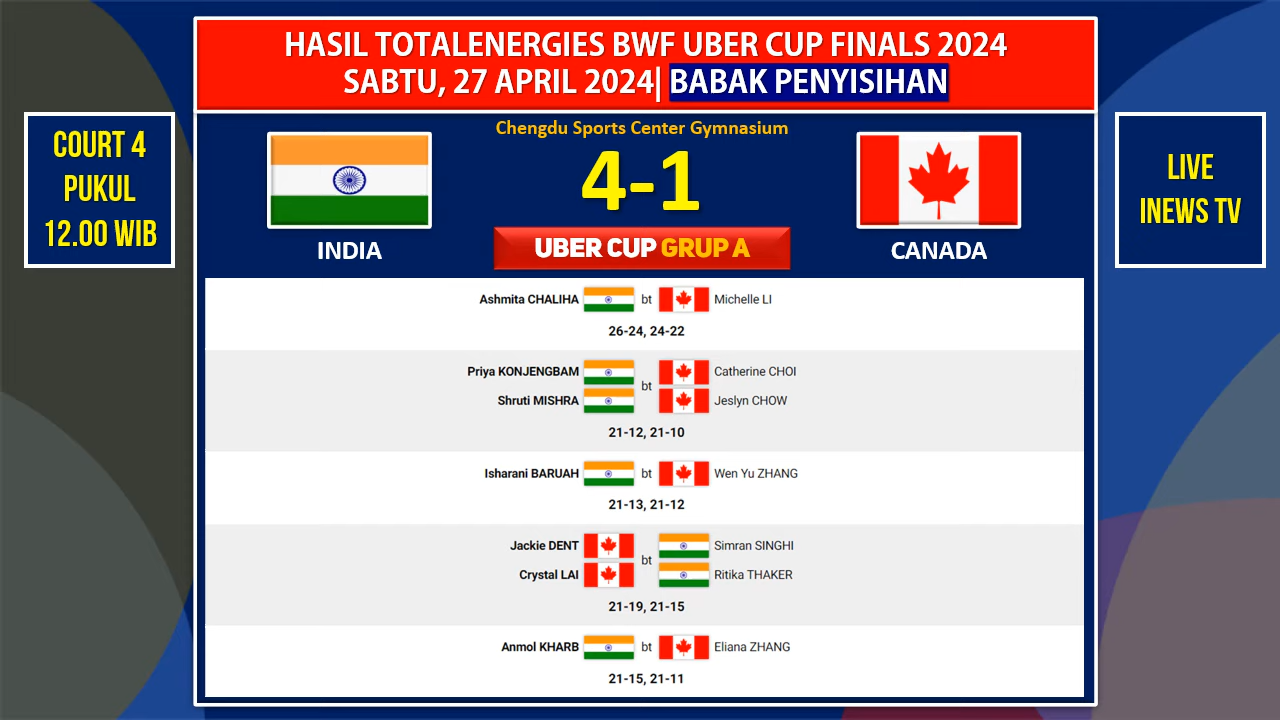 HASIL TOTALENERGIES BWF UBER CUP FINALS 2024
SABTU, 27 APRIL 2024| BABAK PENYISIHAN
COURT 4
PUKUL
12.00 WIB
Chengdu Sports Center Gymnasium
4-1
LIVE
INEWS TV
INDIA
UBER CUP GRUP A
CANADA
Ashmita CHALIHA bt Michelle LI
26-24, 24-22
Priya KONJENGBAM Catherine CHOI
bt
Shruti MISHRA Jeslyn CHOW
21-12, 21-10
Isharani BARUAH bt Wen Yu ZHANG
21-13, 21-12
Jackie DENT Simran SINGHI
bt
Crystal LAI Ritika THAKER
21-19, 21-15
Anmol KHARB bt Eliana ZHANG
21-15, 21-11